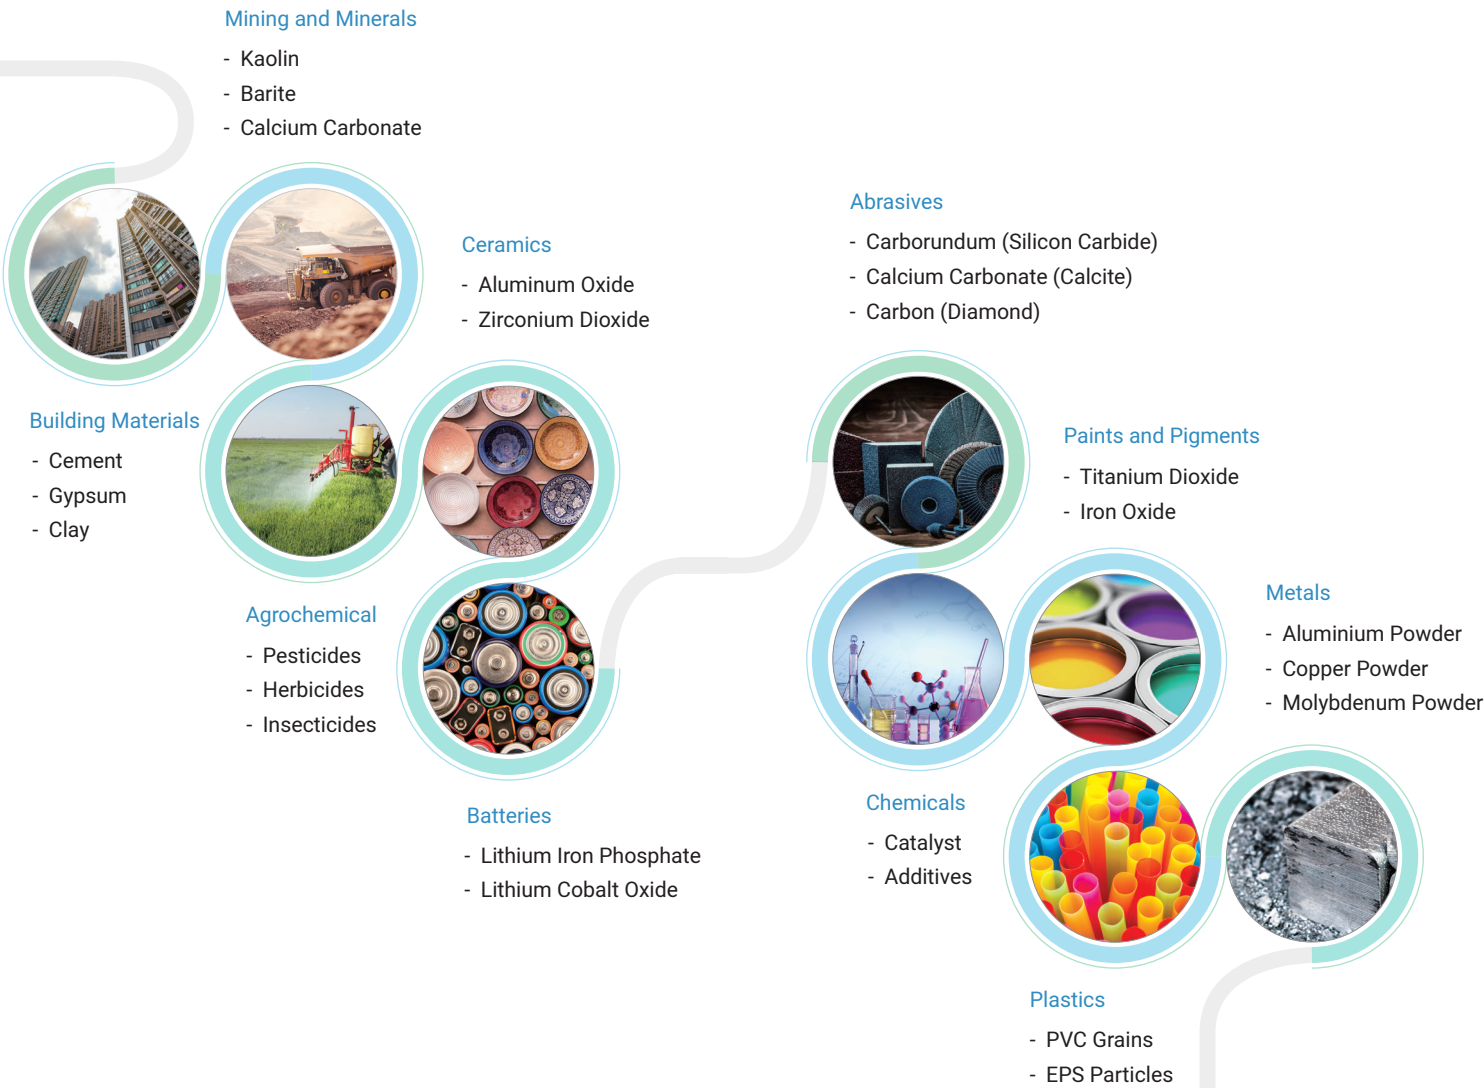 Mining and Minerals
- Kaolin
- Barite
- Calcium Carbonate
Building Materials
- Cement
- Gypsum
- Clay
Ceramics
- Aluminum Oxide
- Zirconium Dioxide
Agrochemical
- Pesticides
- Herbicides
- Insecticides
Batteries
- Lithium Iron Phosphate
- Lithium Cobalt Oxide
Abrasives
- Carborundum (Silicon Carbide)
- Calcium Carbonate (Calcite)
- Carbon (Diamond)
Paints and Pigments
- Titanium Dioxide
- Iron Oxide
Metals
- Aluminium Powder
- Copper Powder
- Molybdenum Powder
Chemicals
- Catalyst
- Additives
Plastics
- PVC Grains
- EPS Particles